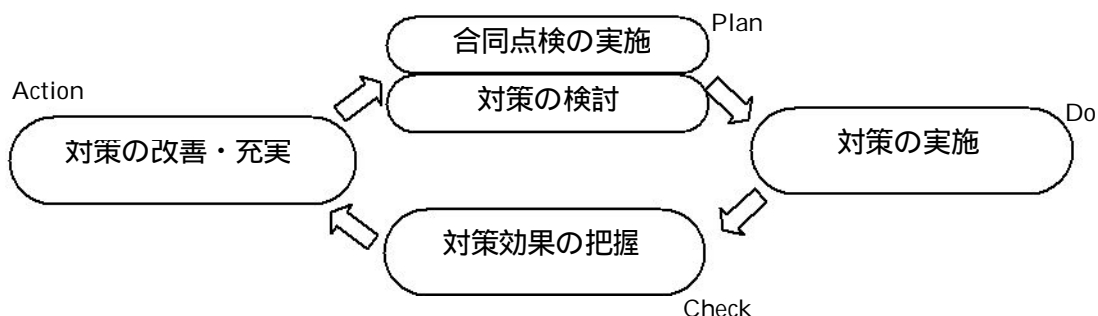 合同点検の実施
Plan
対策の検討
Action
対策の改善・充実
Do
対策の実施
対策効果の把握
Check